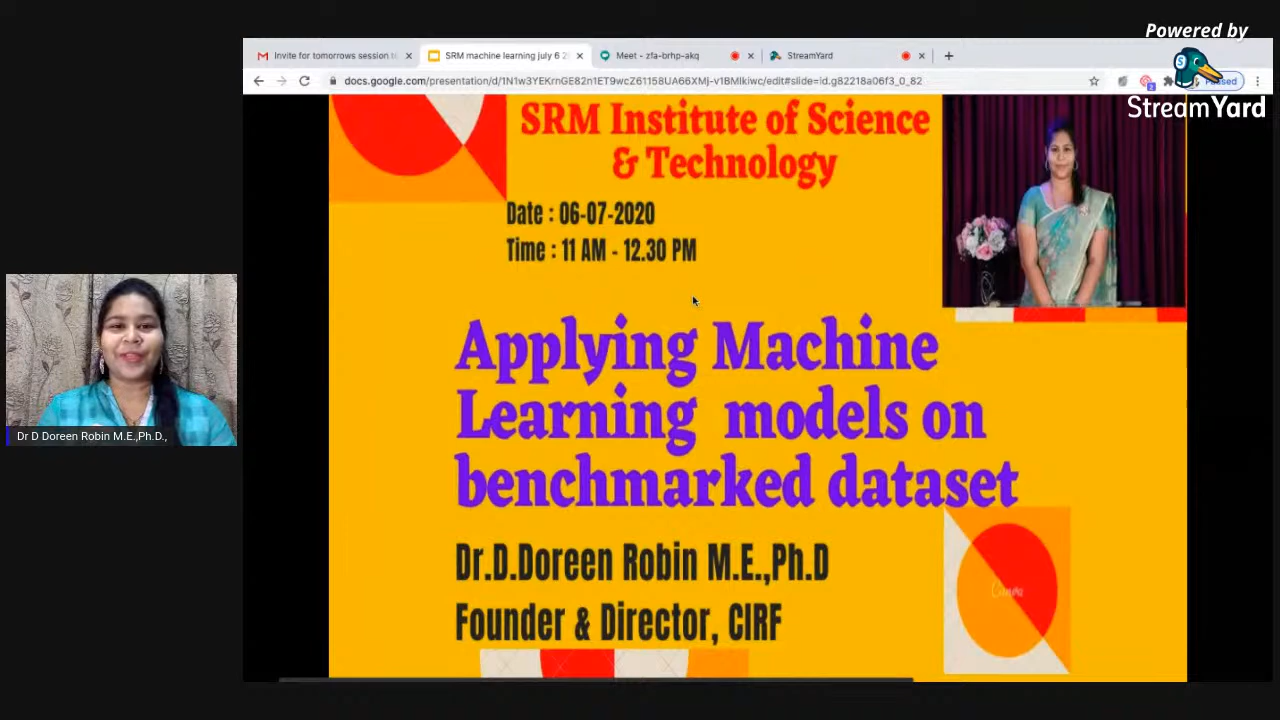 Powered by
StreamYard
Invite for tomorrows session t
SRM machine learning july 6 2
Meet - zfa-brhp-akq
StreamYard
docs.google.com/presentation/d/1N1w3YEKrnGE82n1ET9wcZ61158UA66XMj-v1BMlkiwc/edit#slide=id.g82218a06f3_0_82
SRM Institute of Science
& Technology
Date : 06-07-2020
Time : 11 AM - 12.30 PM
Applying Machine
Learning models on
benchmarked dataset
Dr.D.Doreen Robin M.E.,Ph.D
Founder & Director, CIRF
Canva
Dr D Doreen Robin M.E.,Ph.D.,